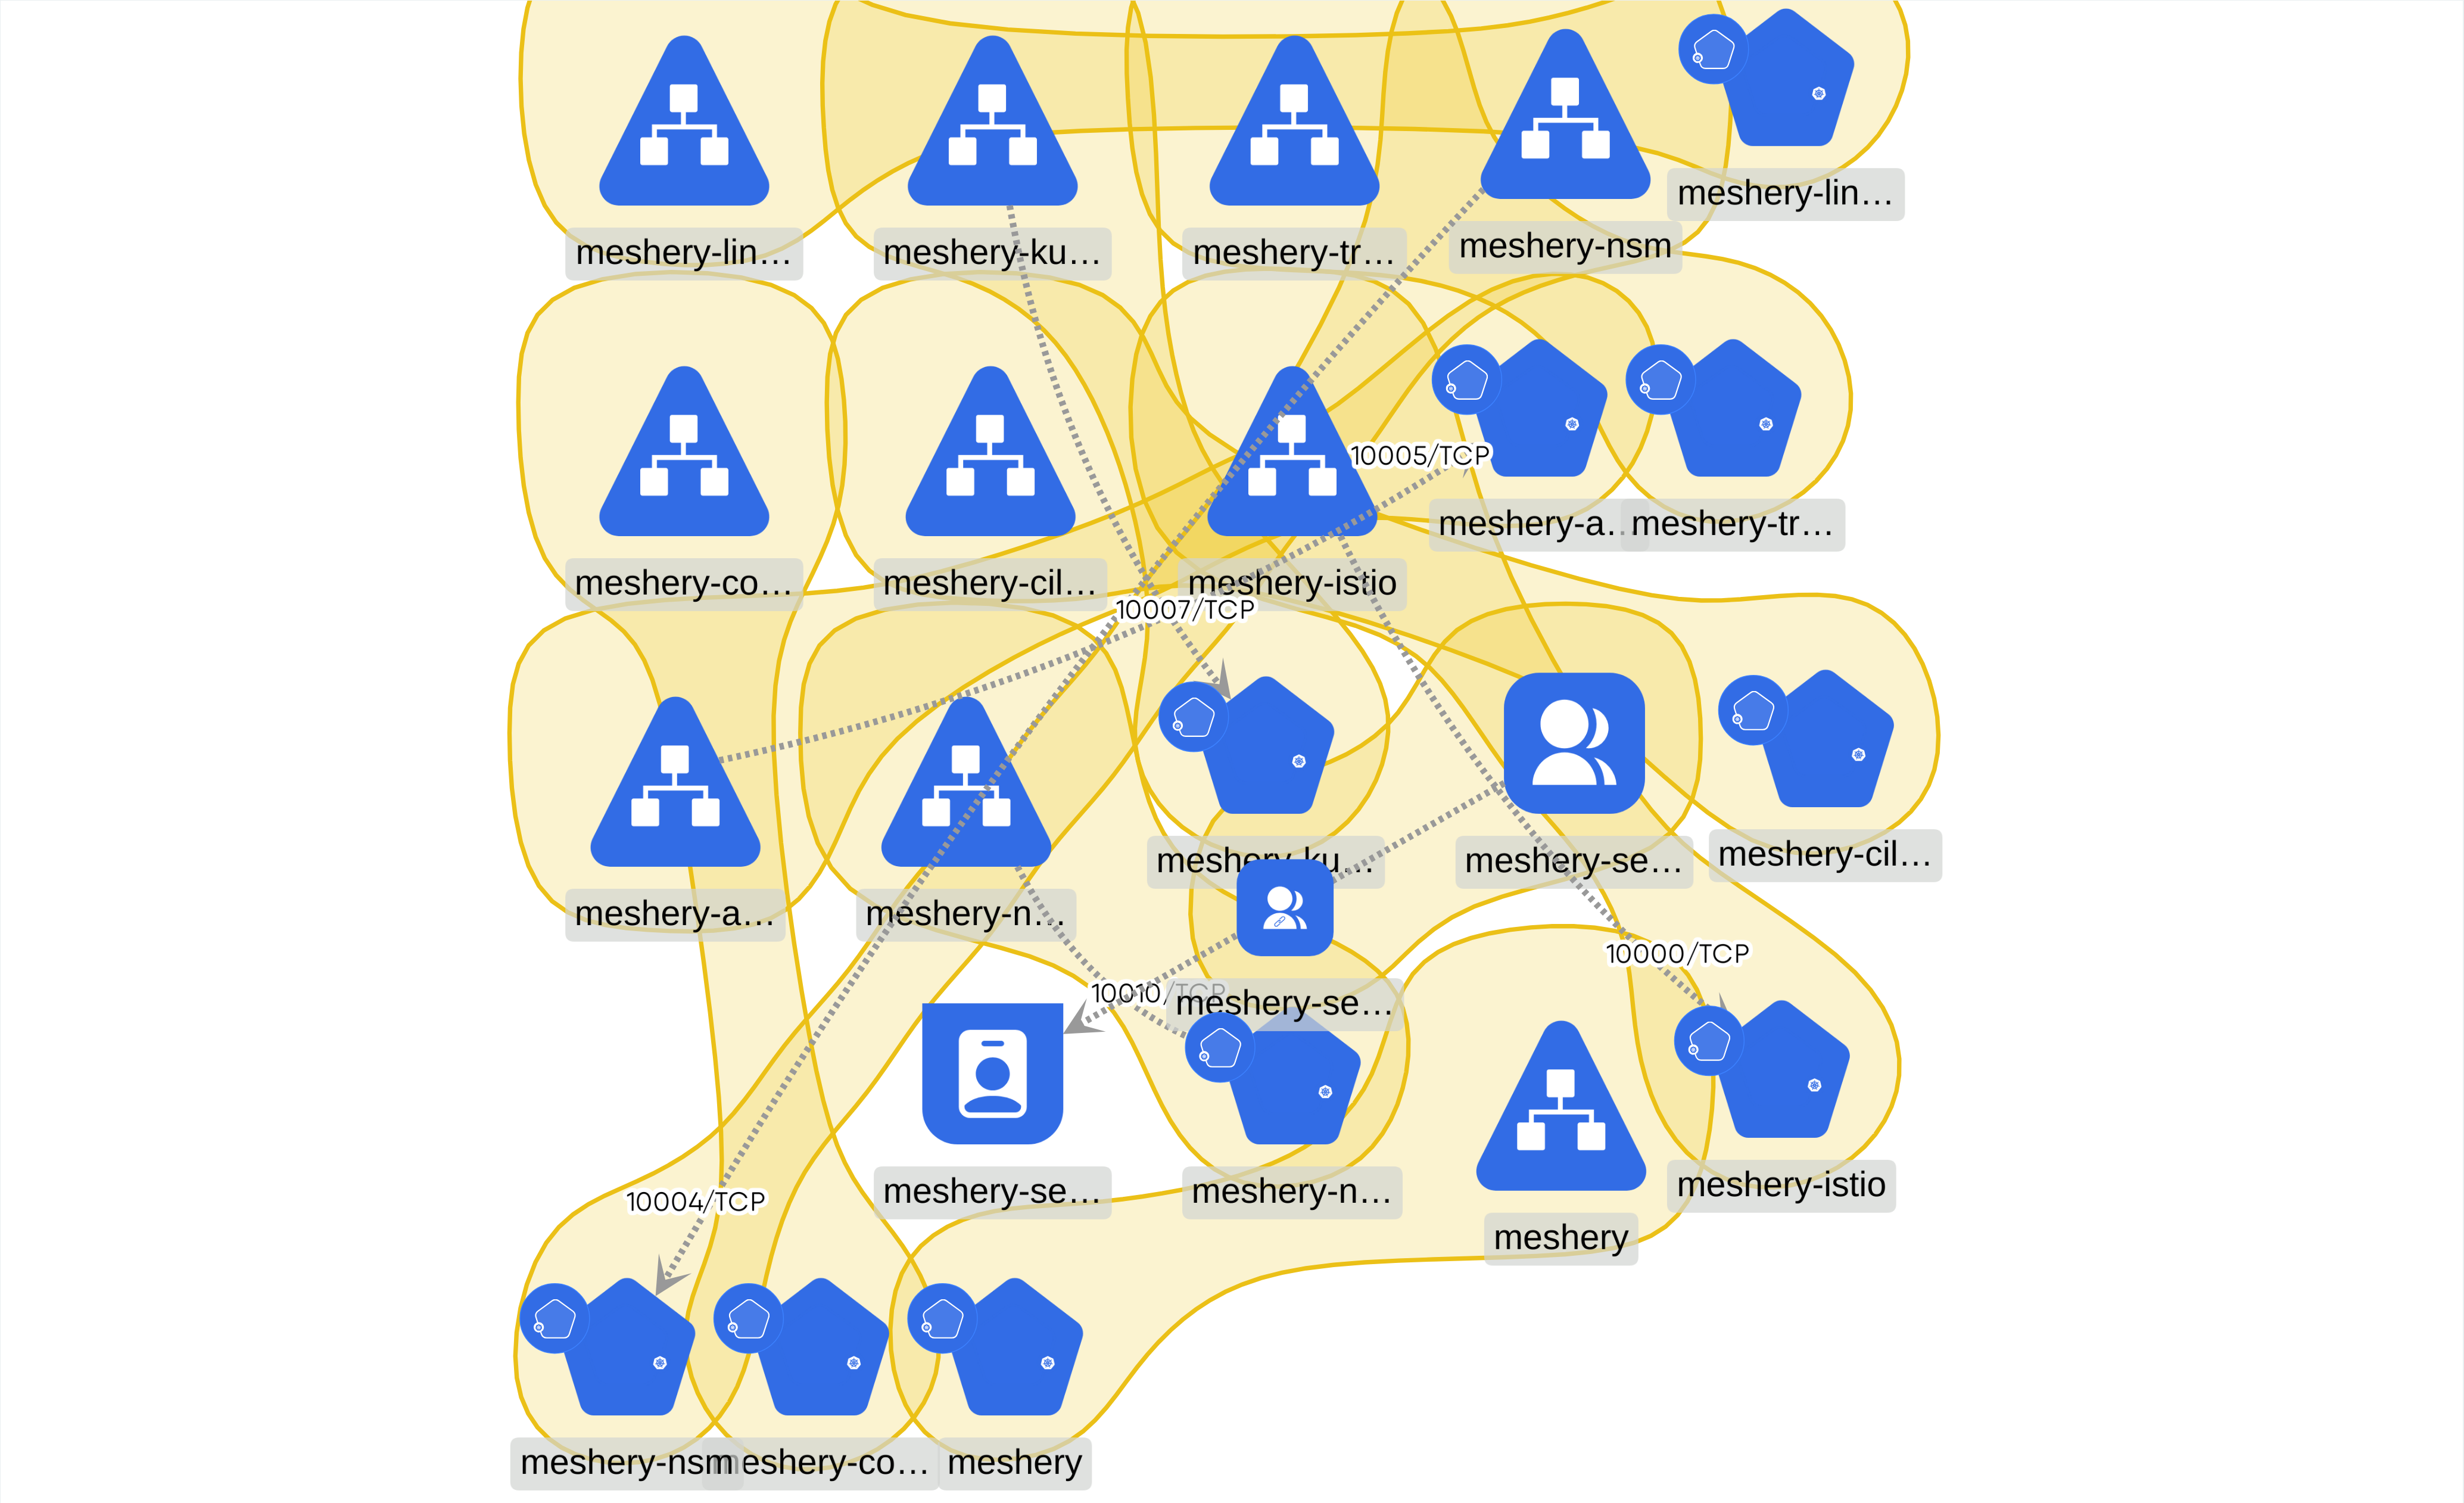 meshery-lin…
meshery-lin…
meshery-ku…
meshery-tr…
meshery-nsm
10005/TCP
meshery-a…
meshery-tr…
meshery-co…
meshery-cil…
meshery-istio
10007/TCP
meshery-ku…
meshery-se…
meshery-cil…
meshery-a…
meshery-n…
10000/TCP
10010/TCP
meshery-se…
meshery-se…
meshery-n…
meshery-istio
10004/TCP
meshery
meshery-nsm
meshery-co…
meshery